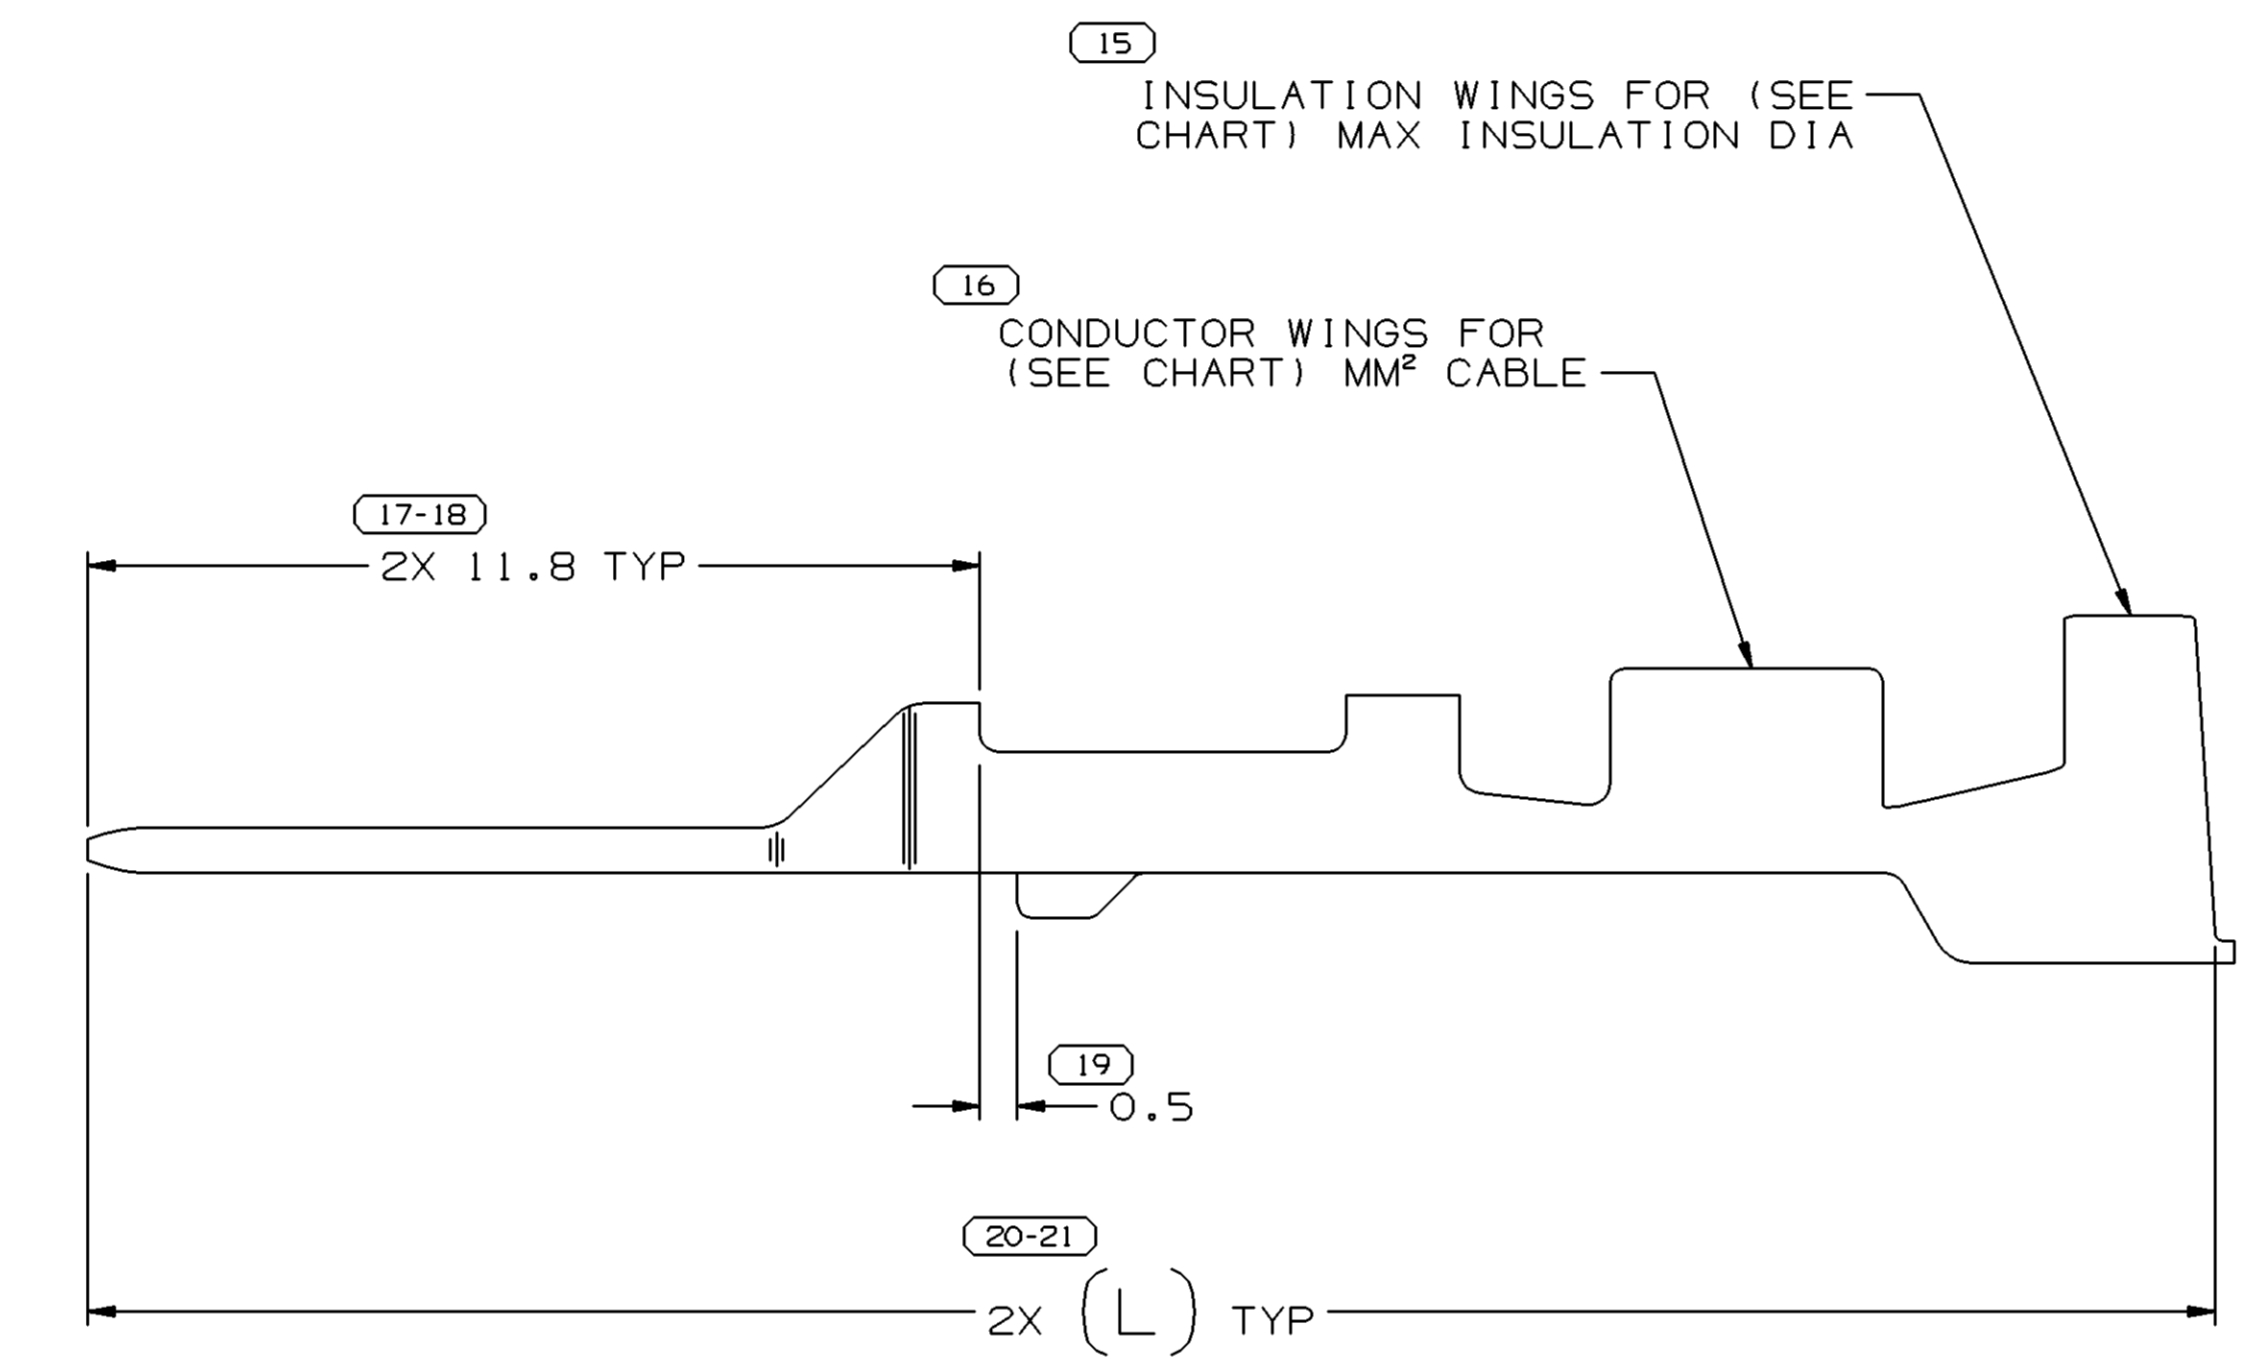 15
INSULATION WINGS FOR (SEE
CHART) MAX INSULATION DIA
16
CONDUCTOR WINGS FOR
(SEE CHART) MM² CABLE
17-18
2X 11.8 TYP
19
0.5
20-21
2X (L) TYP